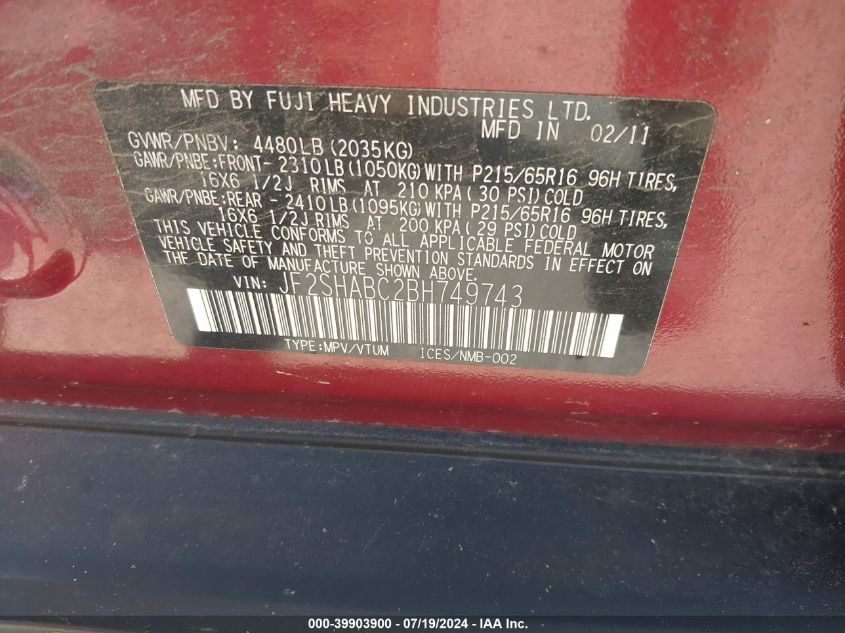 MFD BY FUJI HEAVY INDUSTRIES LTD.
MFD IN 02/11
GVWR/PNBV: 4480LB (2035KG)
GAWR/PNBE:FRONT- 2310LB(1050KG)WITH P215/65R16 96H TIRES,
16X6 1/2J RIMS AT 210 KPA (30 PSI)COLD
GAWR/PNBE:REAR - 2410LB(1095KG)WITH P215/65R16 96H TIRES,
16X6 1/2J RIMS AT 200 KPA (29 PSI)COLD
THIS VEHICLE CONFORMS TO ALL APPLICABLE FEDERAL MOTOR
VEHICLE SAFETY AND THEFT PREVENTION STANDARDS IN EFFECT ON
THE DATE OF MANUFACTURE SHOWN ABOVE.
VIN: JF2SHABC2BH749743
TYPE:MPV/VTUM ICES/NMB-002
000-39903900 - 07/19/2024 - IAAI Inc.